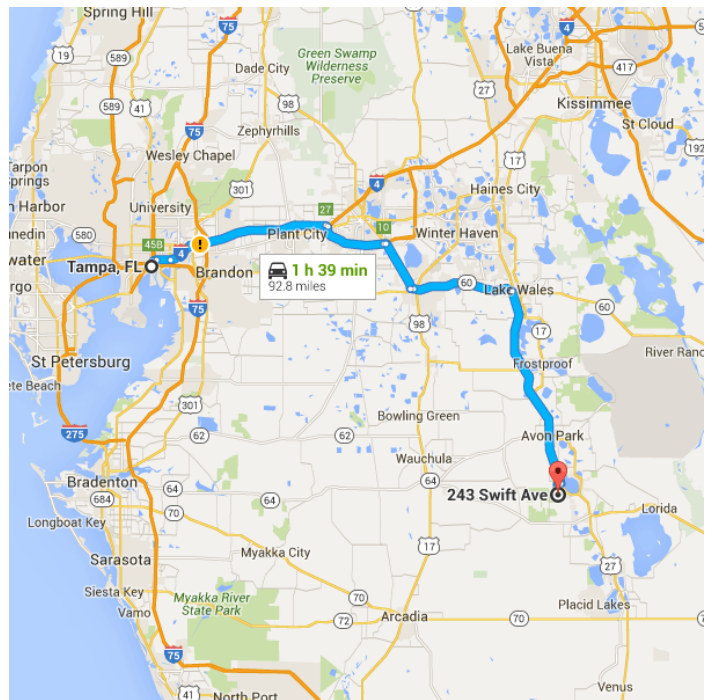 Spring Hill
75
4
19
589
41
Green Swamp
Wilderness
Preserve
Dade City
98
27
Lake Buena
Vista
417
Kissimmee
St Cloud
192
589
Zephyrhills
75
Wesley Chapel
301
4
17
Haines City
Tarpon
Springs
n Harbor
University
27
10
580
45B
4
!
Plant City
Winter Haven
unedin
water
Tampa, FL
Brandon
1 h 39 min
92.8 miles
60
Lake Wales
60
argo
75
98
17
St Petersburg
Frostproof
River Ranc
ete Beach
301
Bowling Green
275
62
62
Avon Park
Wauchula
Bradenton
64
64
243 Swift Ave
684
70
Longboat Key
Lorida
17
Sarasota
Myakka City
27
Siesta Key
Myakka River
State Park
70
Placid Lakes
Vamo
72
Arcadia
70
70
75
41
North Port
Venus